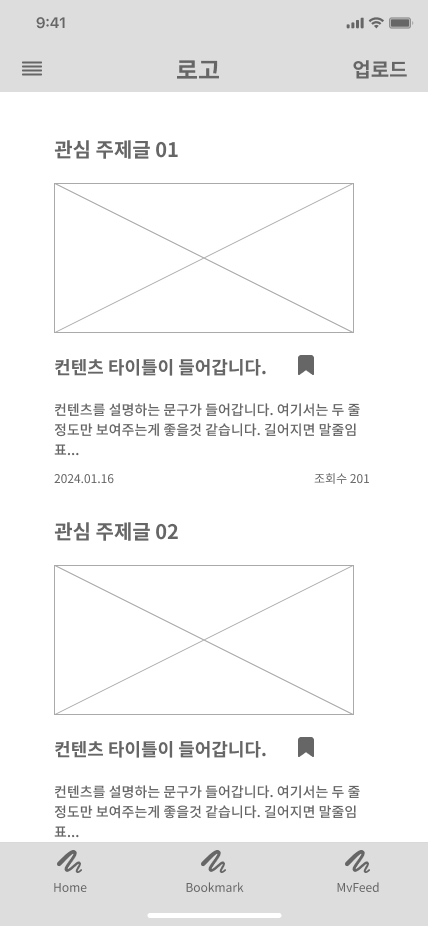 9:41
로고
업로드
관심 주제글 01
컨텐츠 타이틀이 들어갑니다.
컨텐츠를 설명하는 문구가 들어갑니다. 여기서는 두 줄
정도만 보여주는게 좋을것 같습니다. 길어지면 말줄임
표...
2024.01.16
조회수 201
관심 주제글 02
컨텐츠 타이틀이 들어갑니다.
컨텐츠를 설명하는 문구가 들어갑니다. 여기서는 두 줄
정도만 보여주는게 좋을것 같습니다. 길어지면 말줄임
표...
Home
Bookmark
MvFeed